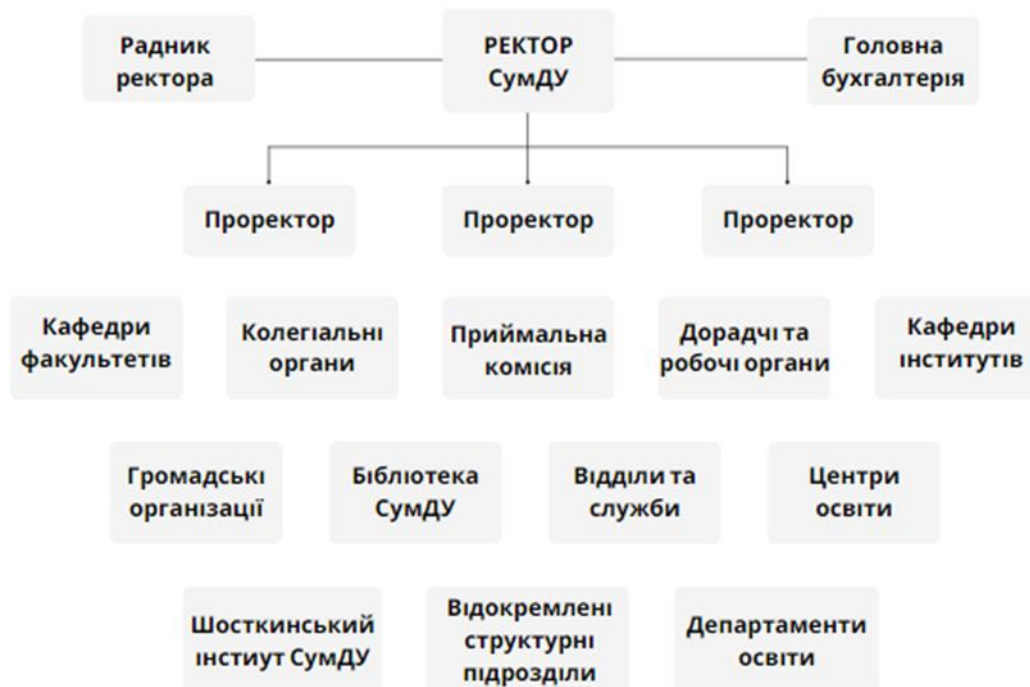 Радник
ректора
РЕКТОР
СумДУ
Головна
бухгалтерія
Проректор
Проректор
Проректор
Кафедри
факультетів
Колегіальні
органи
Приймальна
комісія
Дорадчі та
робочі органи
Кафедри
інститутів
Громадські
організації
Бібліотека
СумДУ
Відділи та
служби
Центри
освіти
Шосткинський
інстиут СумДУ
Відокремлені
структурні
підрозділи
Департаменти
освіти